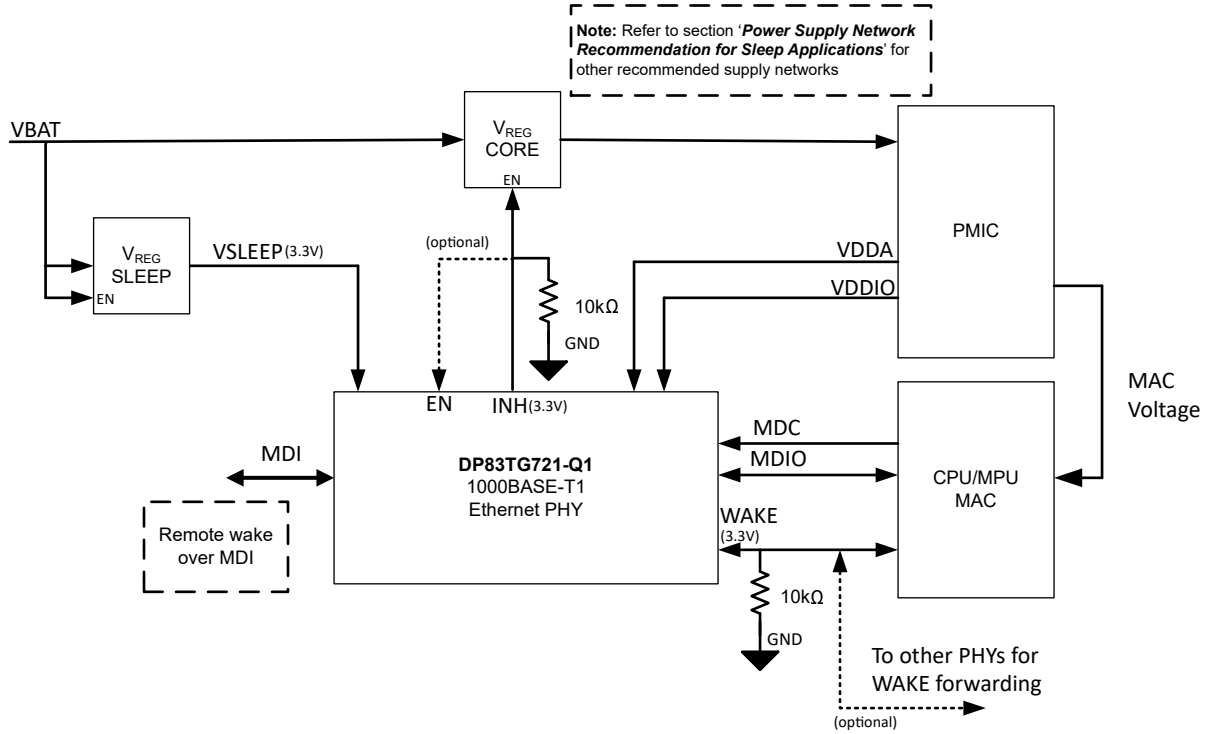 Note: Refer to section ‘Power Supply Network
Recommendation for Sleep Applications’ for
other recommended supply networks
VBAT
VREG
CORE
EN
VREG
SLEEP
EN
VSLEEP(3.3V)
(optional)
10kΩ
GND
PMIC
VDDA
VDDIO
MAC
Voltage
EN
INH(3.3V)
DP83TG721-Q1
1000BASE-T1
Ethernet PHY
MDI
Remote wake
over MDI
MDC
MDIO
WAKE
(3.3V)
CPU/MPU
MAC
10kΩ
GND
To other PHYs for
WAKE forwarding
(optional)